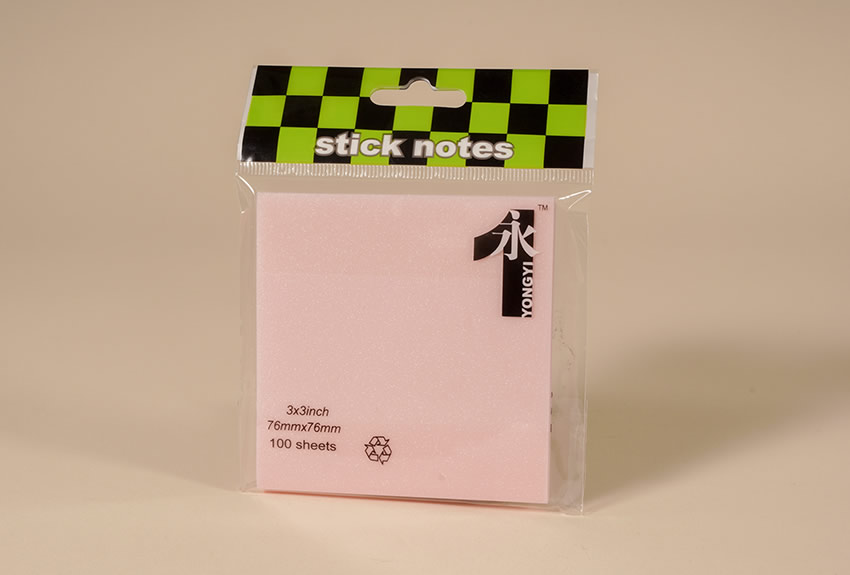 stick notes
TM
永
YONGYI
3x3inch
76mmx76mm
100 sheets